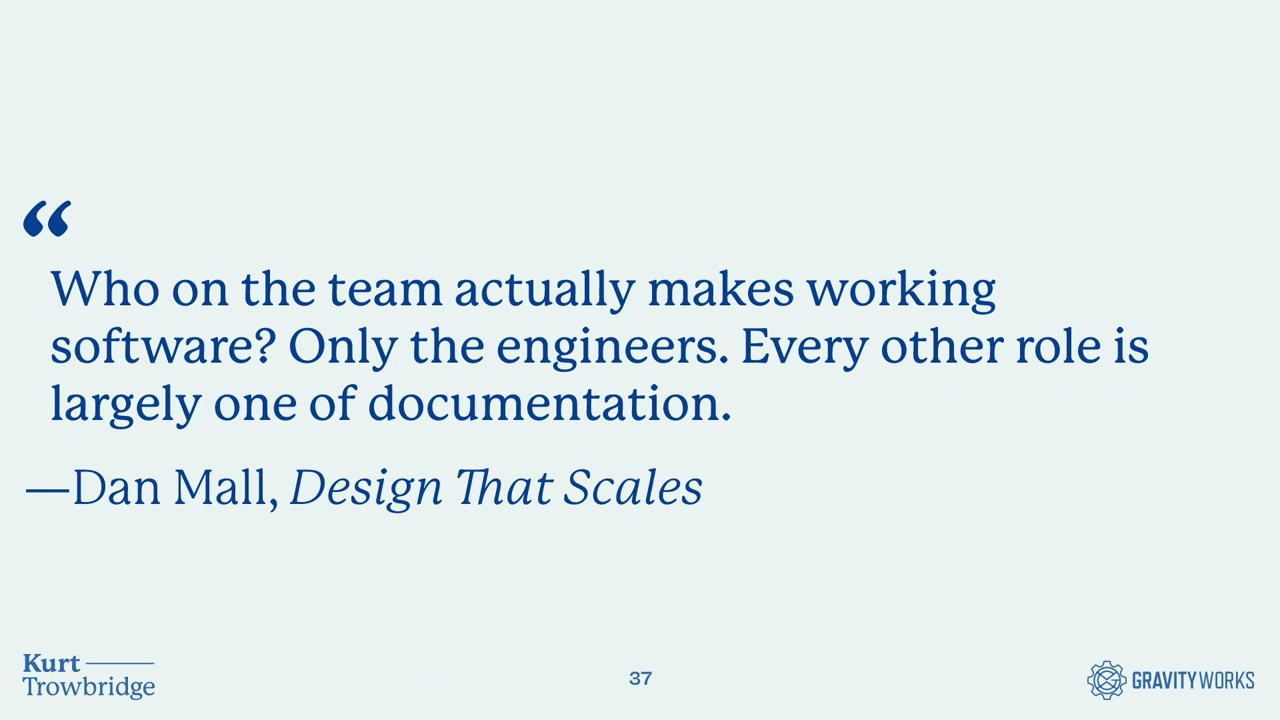 “
Who on the team actually makes working
software? Only the engineers. Every other role is
largely one of documentation.
—Dan Mall, Design That Scales
Kurt
Trowbridge
37
GRAVITYWORKS